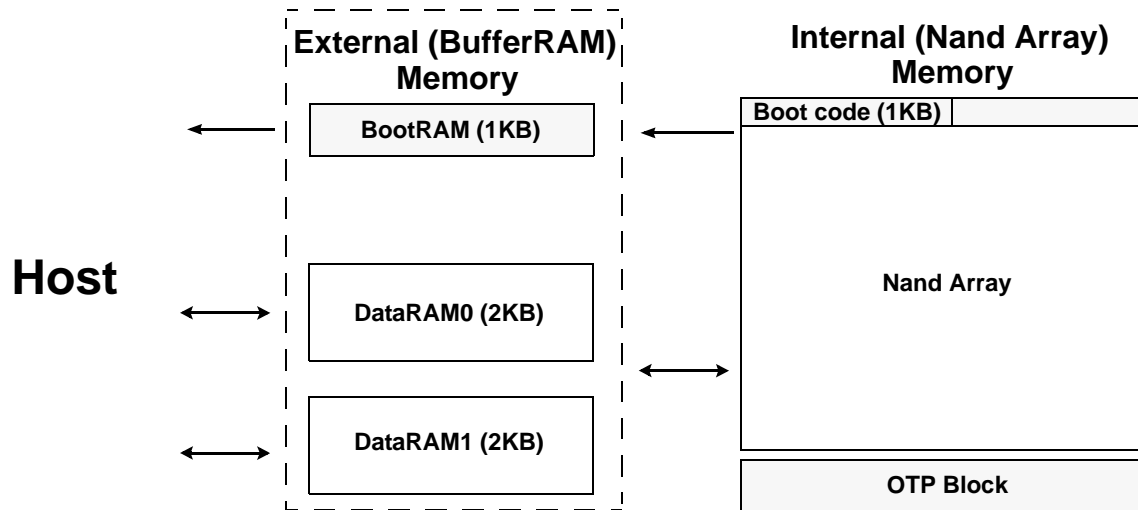 External (BufferRAM)
Memory
Internal (Nand Array)
Memory
BootRAM (1KB)
Boot code (1KB)
Host
DataRAM0 (2KB)
Nand Array
DataRAM1 (2KB)
OTP Block